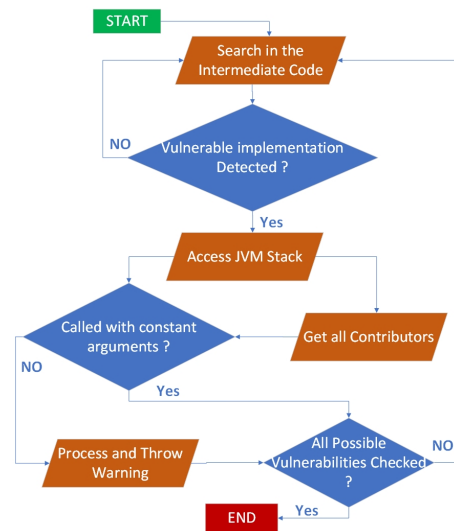 START
Search in the
Intermediate Code
NO
Vulnerable implementation
Detected ?
Yes
Access JVM Stack
Called with constant
arguments ?
Get all Contributors
NO
Yes
Process and Throw
Warning
All Possible
Vulnerabilities Checked
?
NO
Yes
END